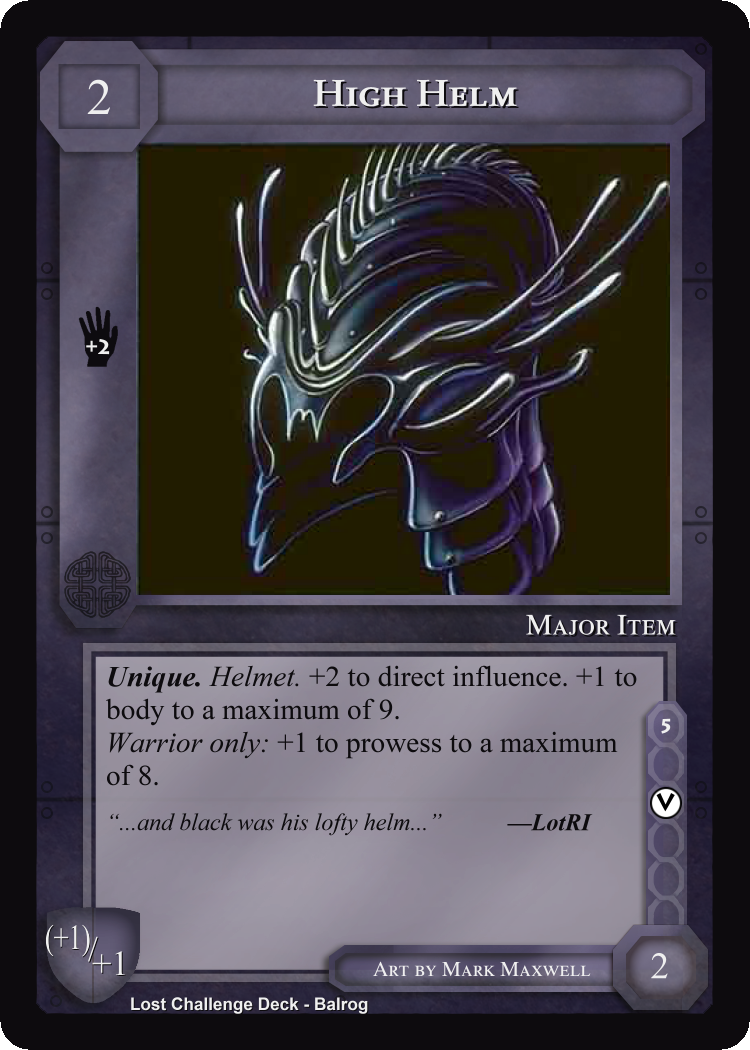 2
High Helm
+2
Major Item
Unique. Helmet. +2 to direct influence. +1 to
body to a maximum of 9.
Warrior only: +1 to prowess to a maximum
of 8.
5
V
“...and black was his lofty helm...” —LotRI
(+1)/+1
Art by Mark Maxwell
2
Lost Challenge Deck - Balrog